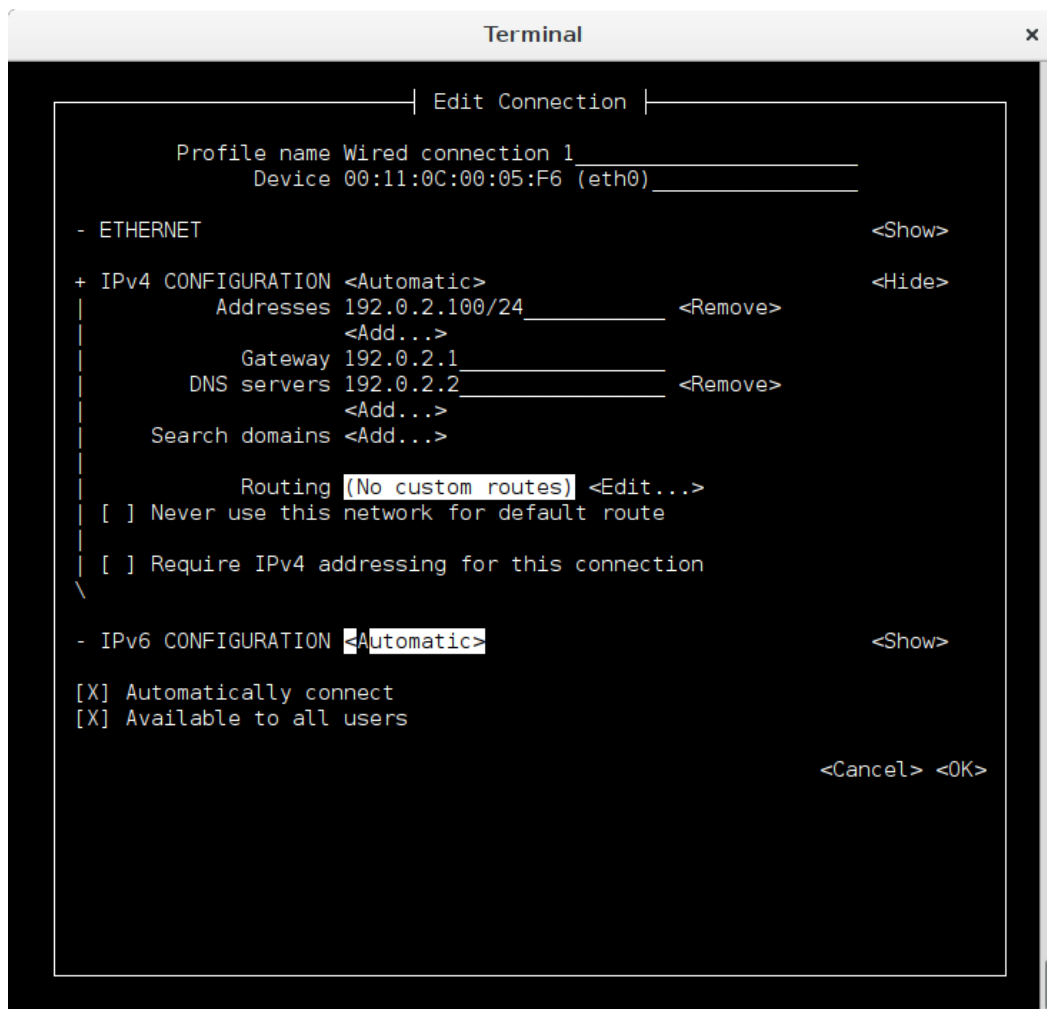 Terminal ×
Edit Connection
Profile name Wired connection 1
Device 00:11:0C:00:05:F6 (eth0)
- ETHERNET <Show>
+ IPv4 CONFIGURATION <Automatic> <Hide>
| Addresses 192.0.2.100/24 <Remove>
| <Add...>
| Gateway 192.0.2.1
| DNS servers 192.0.2.2 <Remove>
| <Add...>
| Search domains <Add...>
|
| Routing (No custom routes) <Edit...>
| [ ] Never use this network for default route
|
| [ ] Require IPv4 addressing for this connection
\
- IPv6 CONFIGURATION <Automatic> <Show>
[X] Automatically connect
[X] Available to all users
<Cancel> <OK>